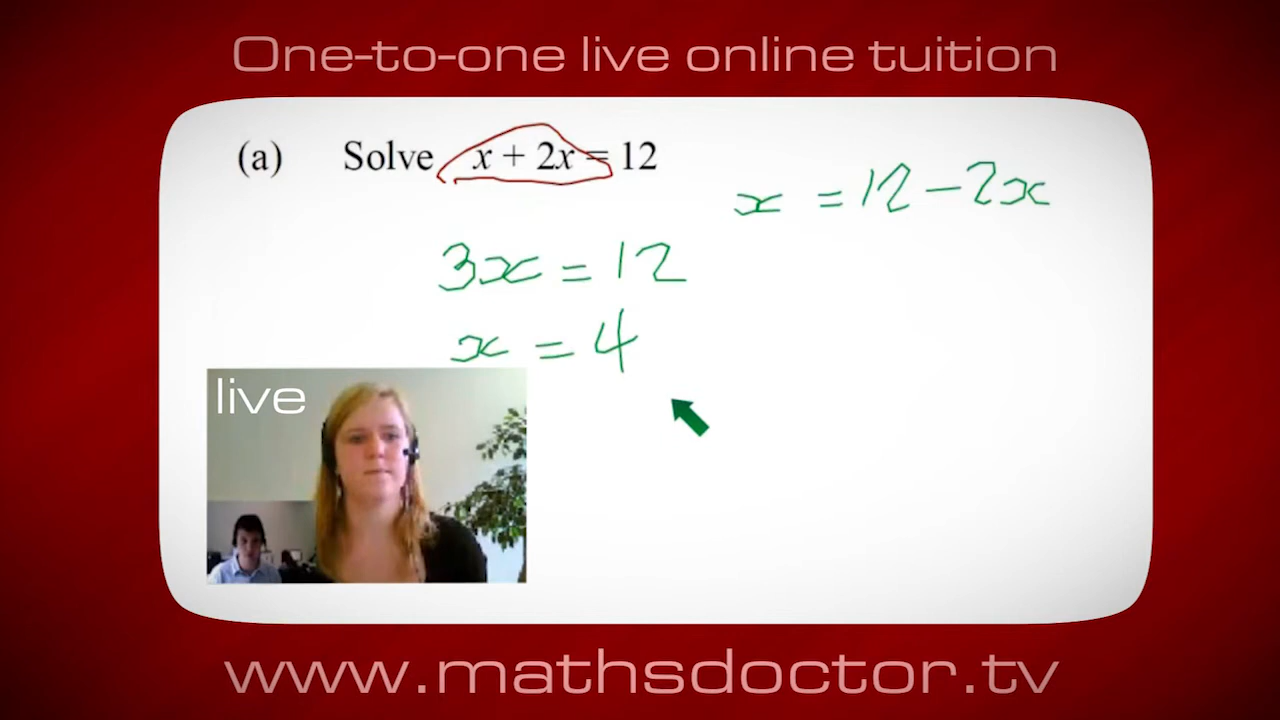 One-to-one live online tuition
(a) Solve x + 2x = 12
x = 12 - 2x
3x = 12
x = 4
live
www.mathsdoctor.tv